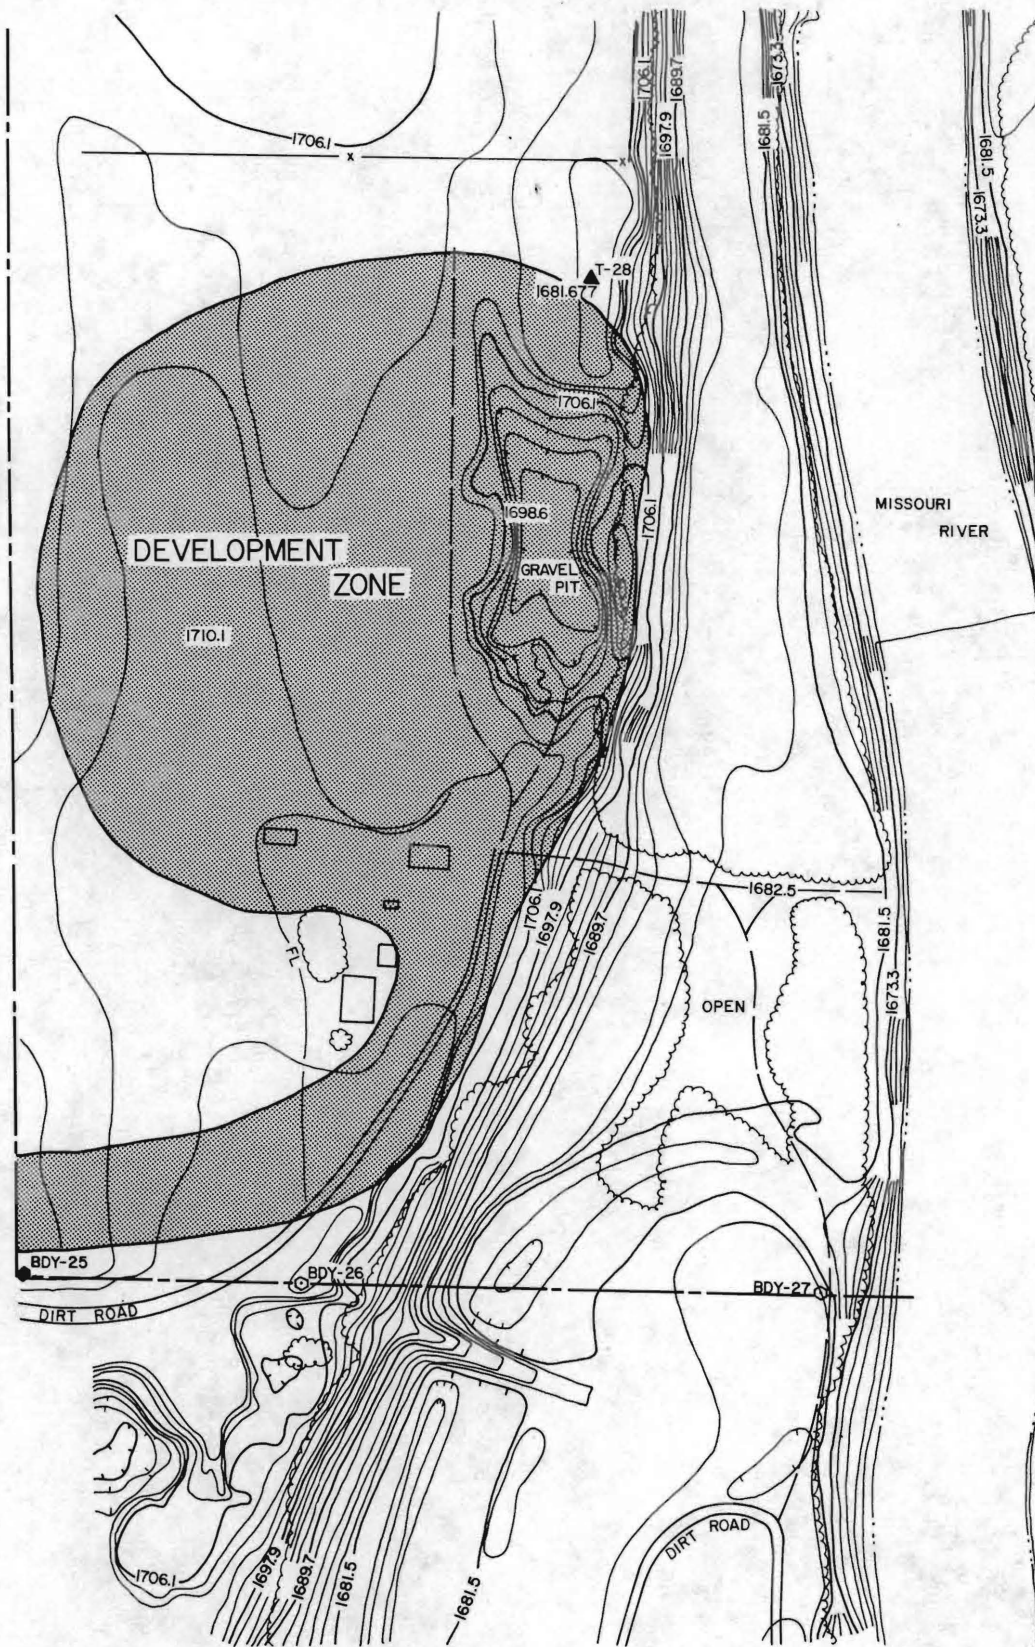 1706.1
1697.9
1689.7
1673.3
1681.5
1681.5
1673.3
1706.1
x
x
T-28
1681.677
1706.1
1698.6
1706.1
MISSOURI
RIVER
DEVELOPMENT
ZONE
GRAVEL
PIT
1710.1
1682.5
1706.1
1697.9
1689.7
1681.5
1673.3
FL
OPEN
BDY-25
BDY-26
BDY-27
DIRT ROAD
DIRT ROAD
1706.1
1697.9
1689.7
1681.5
1681.5